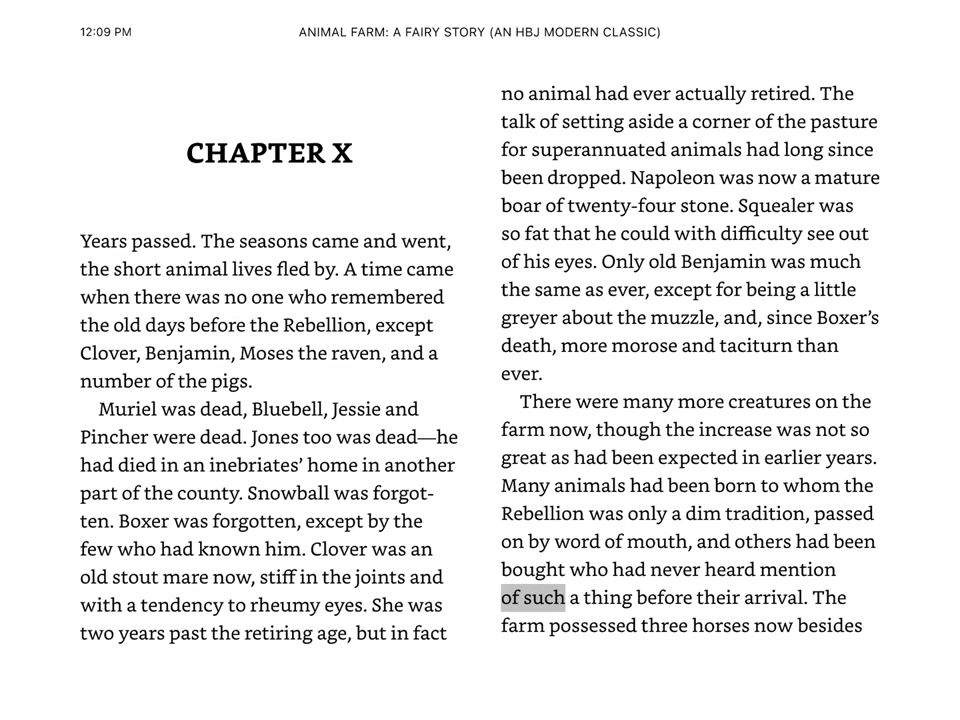 12:09 PM
ANIMAL FARM: A FAIRY STORY (AN HBJ MODERN CLASSIC)
CHAPTER X
Years passed. The seasons came and went,
the short animal lives fled by. A time came
when there was no one who remembered
the old days before the Rebellion, except
Clover, Benjamin, Moses the raven, and a
number of the pigs.
Muriel was dead, Bluebell, Jessie and
Pincher were dead. Jones too was dead—he
had died in an inebriates’ home in another
part of the county. Snowball was forgot-
ten. Boxer was forgotten, except by the
few who had known him. Clover was an
old stout mare now, stiff in the joints and
with a tendency to rheumy eyes. She was
two years past the retiring age, but in fact
no animal had ever actually retired. The
talk of setting aside a corner of the pasture
for superannuated animals had long since
been dropped. Napoleon was now a mature
boar of twenty-four stone. Squealer was
so fat that he could with difficulty see out
of his eyes. Only old Benjamin was much
the same as ever, except for being a little
greyer about the muzzle, and, since Boxer’s
death, more morose and taciturn than
ever.
There were many more creatures on the
farm now, though the increase was not so
great as had been expected in earlier years.
Many animals had been born to whom the
Rebellion was only a dim tradition, passed
on by word of mouth, and others had been
bought who had never heard mention
of such a thing before their arrival. The
farm possessed three horses now besides